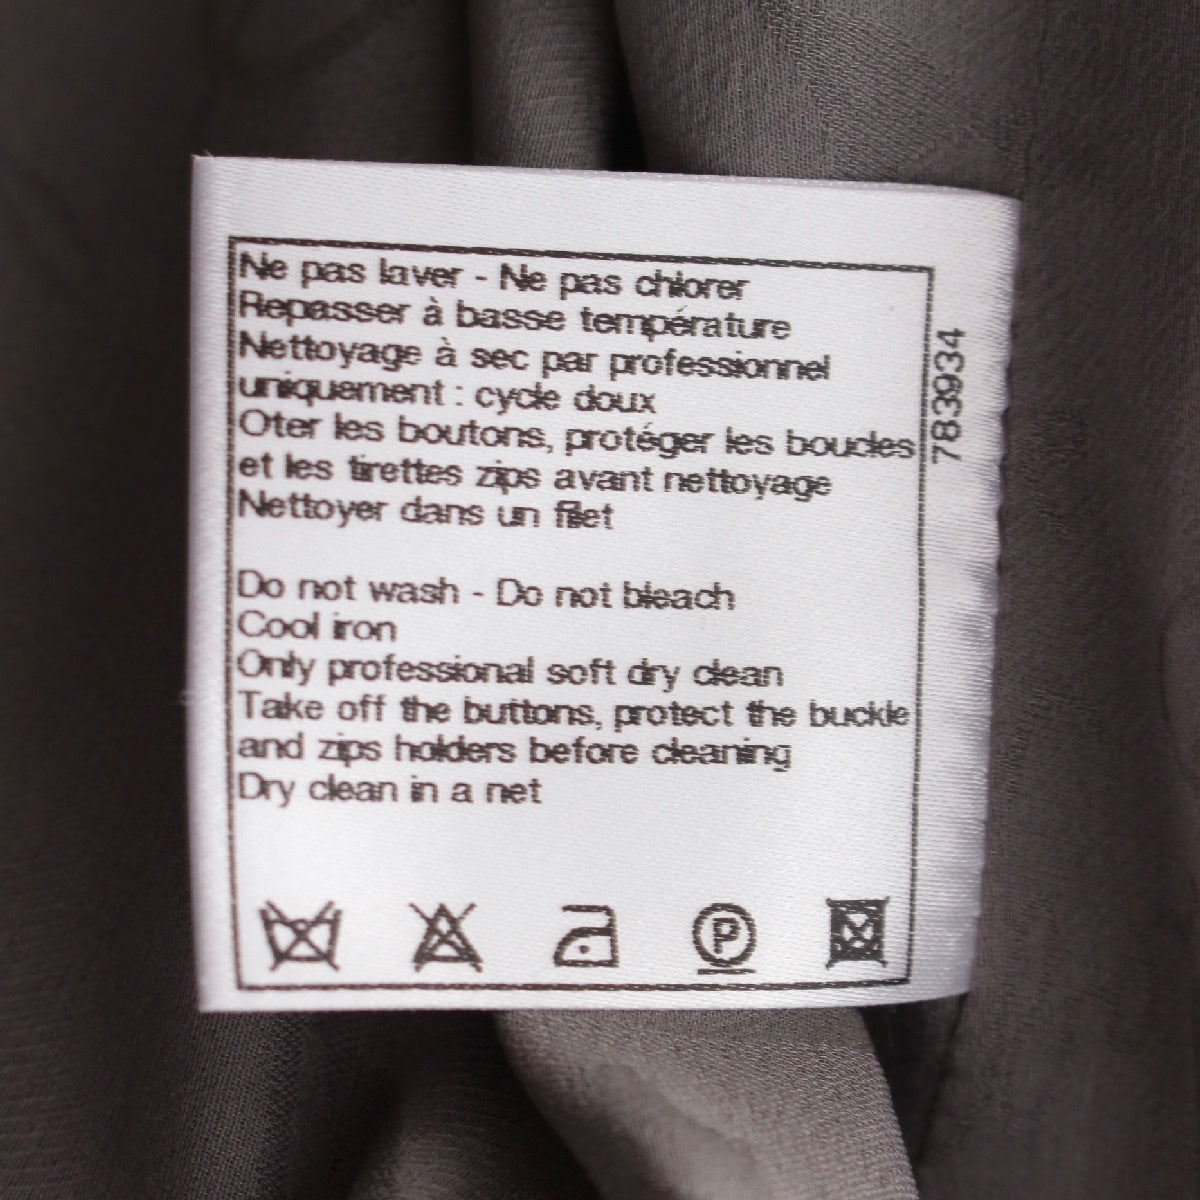 Ne pas laver - Ne pas chlorer
Repasser à basse température
Nettoyage à sec par professionnel
uniquement : cycle doux
Oter les boutons, protéger les boucles
et les tirettes zips avant nettoyage
Nettoyer dans un filet
Do not wash - Do not bleach
Cool iron
Only professional soft dry clean
Take off the buttons, protect the buckle
and zips holders before cleaning
Dry clean in a net
P
783934